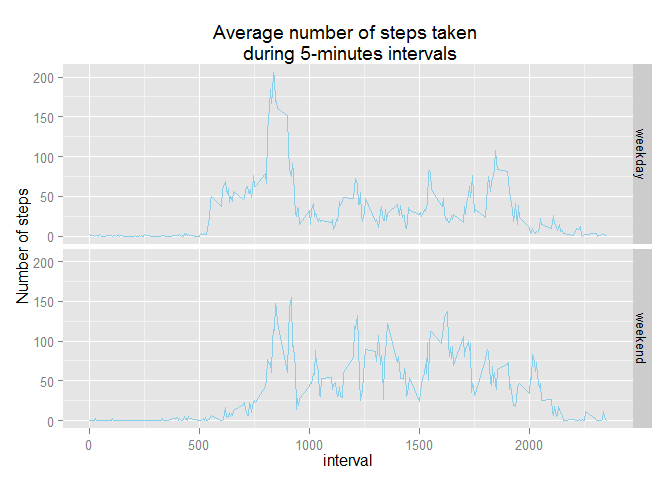 Average number of steps taken
during 5-minutes intervals
Number of steps
200
150
100
50
0
weekday
200
150
100
50
0
weekend
0
500
1000
1500
2000
interval